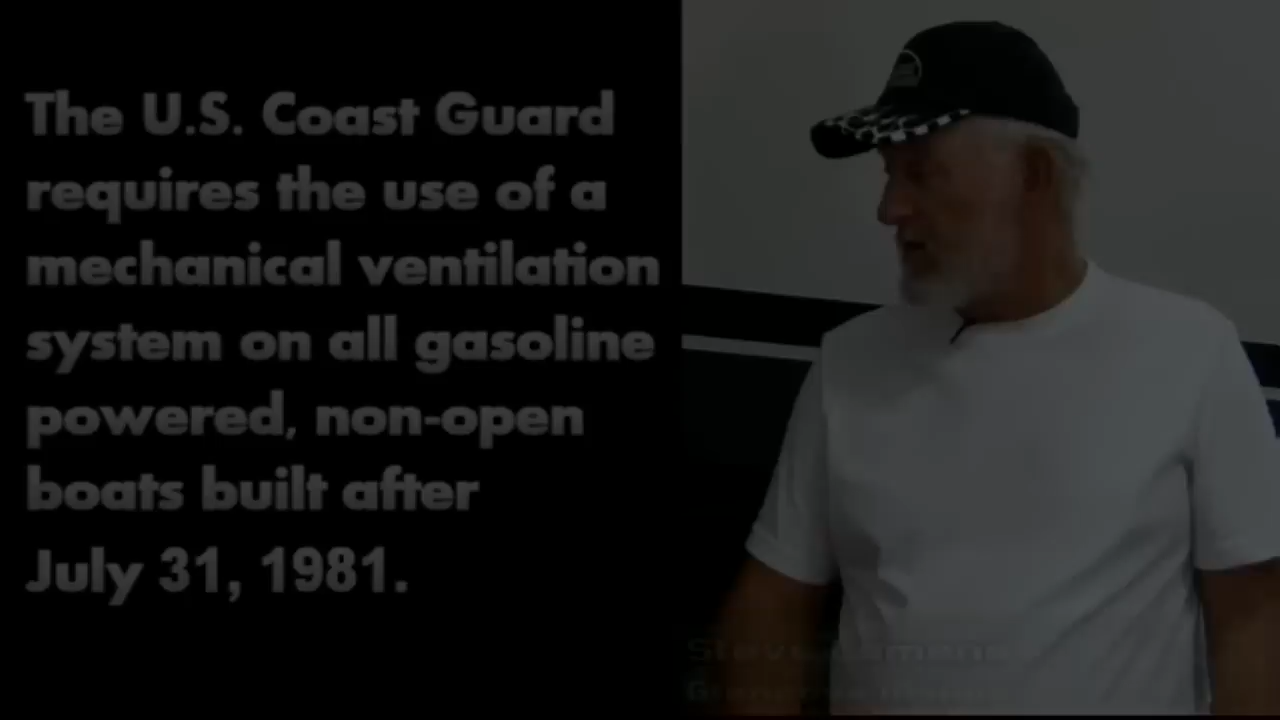 The U.S. Coast Guard
requires the use of a
mechanical ventilation
system on all gasoline
powered, non-open
boats built after
July 31, 1981.